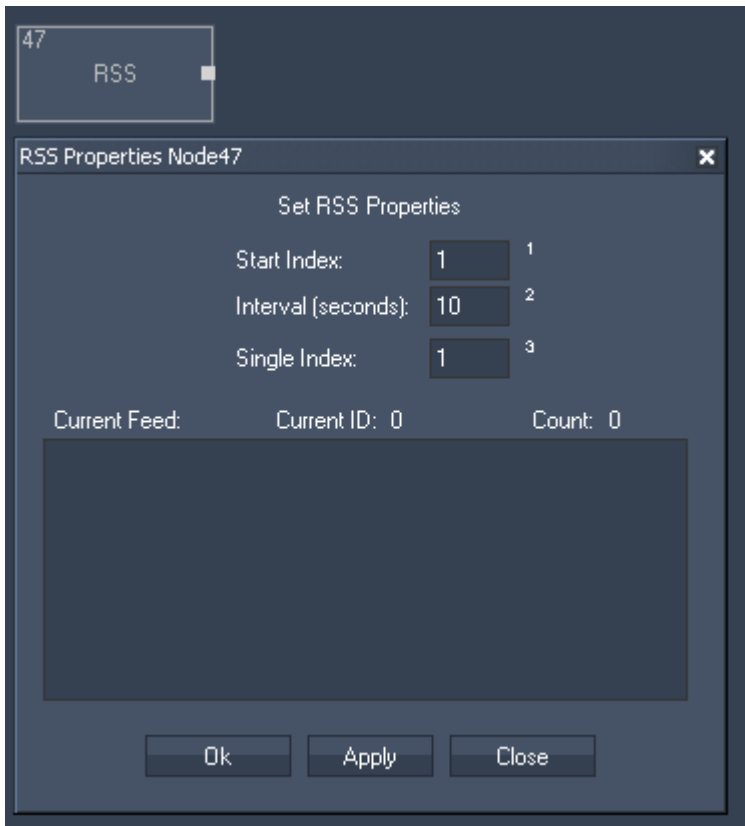 47
RSS
RSS Properties Node47
Set RSS Properties
Start Index: 1 1
Interval (seconds): 10 2
Single Index: 1 3
Current Feed: Current ID: 0 Count: 0
Ok Apply Close